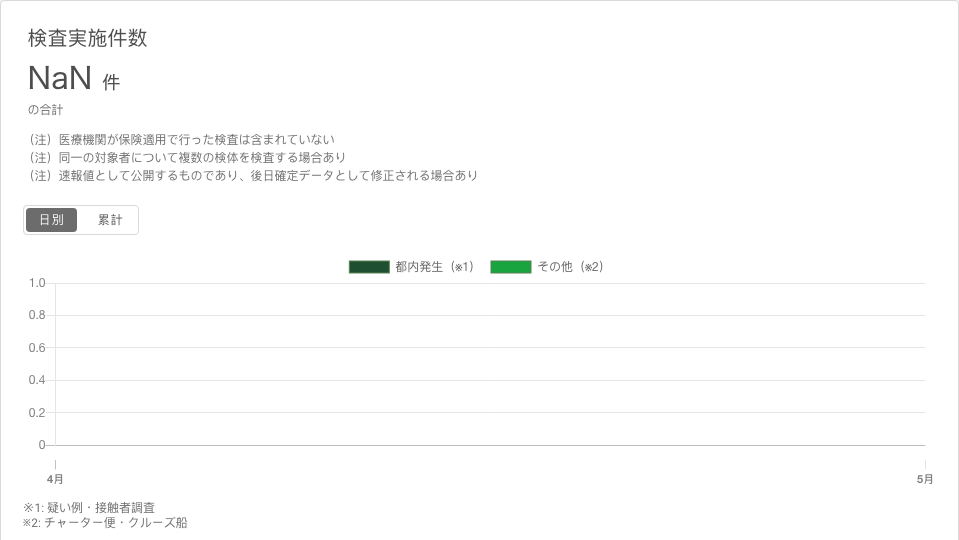 検査実施件数
NaN 件
の合計
（注）医療機関が保険適用で行った検査は含まれていない
（注）同一の対象者について複数の検体を検査する場合あり
（注）速報値として公開するものであり、後日確定データとして修正される場合あり
日別 累計
都内発生（※1） その他（※2）
1.0
0.8
0.6
0.4
0.2
0
4月 5月
※1: 疑い例・接触者調査
※2: チャーター便・クルーズ船